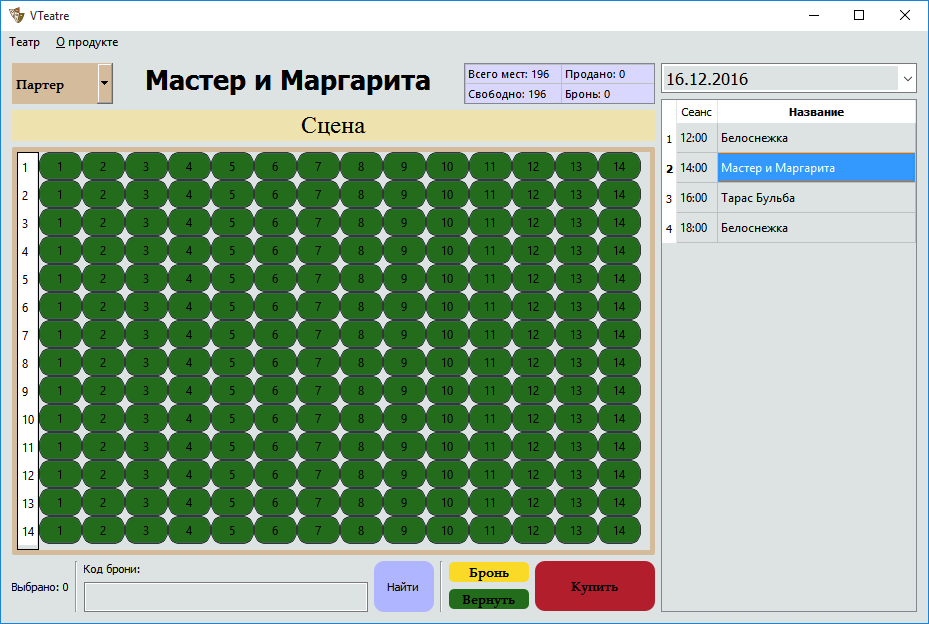 VTeatre
Театр О продукте
Партер
Мастер и Маргарита
Всего мест: 196 Продано: 0
Свободно: 196 Бронь: 0
16.12.2016
Сцена
1 1 2 3 4 5 6 7 8 9 10 11 12 13 14
2 1 2 3 4 5 6 7 8 9 10 11 12 13 14
3 1 2 3 4 5 6 7 8 9 10 11 12 13 14
4 1 2 3 4 5 6 7 8 9 10 11 12 13 14
5 1 2 3 4 5 6 7 8 9 10 11 12 13 14
6 1 2 3 4 5 6 7 8 9 10 11 12 13 14
7 1 2 3 4 5 6 7 8 9 10 11 12 13 14
8 1 2 3 4 5 6 7 8 9 10 11 12 13 14
9 1 2 3 4 5 6 7 8 9 10 11 12 13 14
10 1 2 3 4 5 6 7 8 9 10 11 12 13 14
11 1 2 3 4 5 6 7 8 9 10 11 12 13 14
12 1 2 3 4 5 6 7 8 9 10 11 12 13 14
13 1 2 3 4 5 6 7 8 9 10 11 12 13 14
14 1 2 3 4 5 6 7 8 9 10 11 12 13 14
Сеанс Название
1 12:00 Белоснежка
2 14:00 Мастер и Маргарита
3 16:00 Тарас Бульба
4 18:00 Белоснежка
Выбрано: 0
Код брони:
Найти
Бронь
Вернуть
Купить